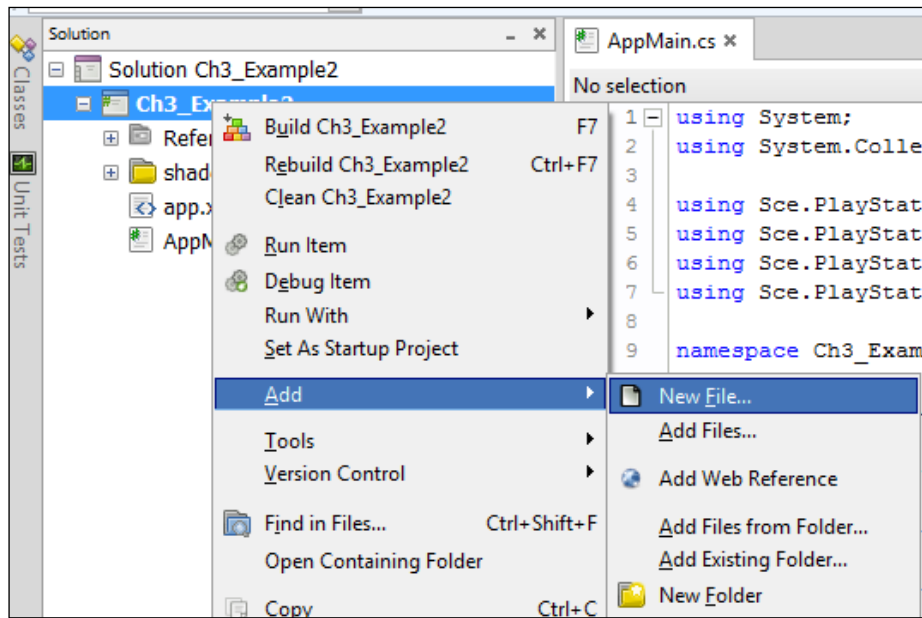 Solution
Classes
Unit Tests
Solution Ch3_Example2
Ch3_Example2
Refe
shad
app.x
AppM
Build Ch3_Example2 F7
Rebuild Ch3_Example2 Ctrl+F7
Clean Ch3_Example2
Run Item
Debug Item
Run With
Set As Startup Project
Add
Tools
Version Control
Find in Files... Ctrl+Shift+F
Open Containing Folder
Copy Ctrl+C
AppMain.cs
No selection
1 using System;
2 using System.Colle
3
4 using Sce.PlayStat
5 using Sce.PlayStat
6 using Sce.PlayStat
7 using Sce.PlayStat
8
9 namespace Ch3_Exam
New File...
Add Files...
Add Web Reference
Add Files from Folder...
Add Existing Folder...
New Folder